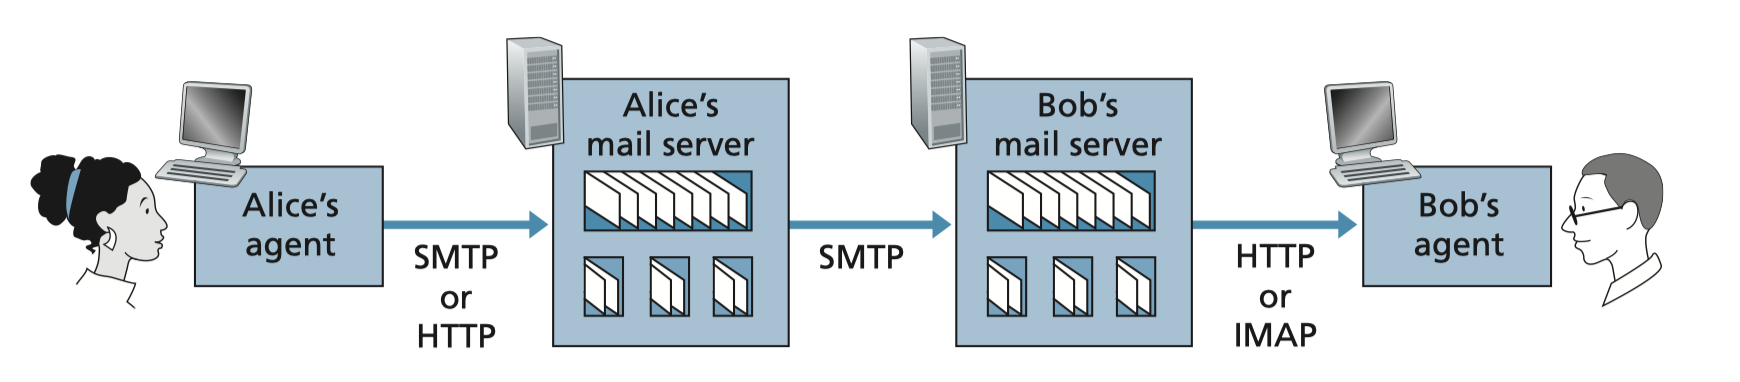 Alice's
agent
SMTP
or
HTTP
Alice's
mail server
SMTP
Bob's
mail server
HTTP
or
IMAP
Bob's
agent